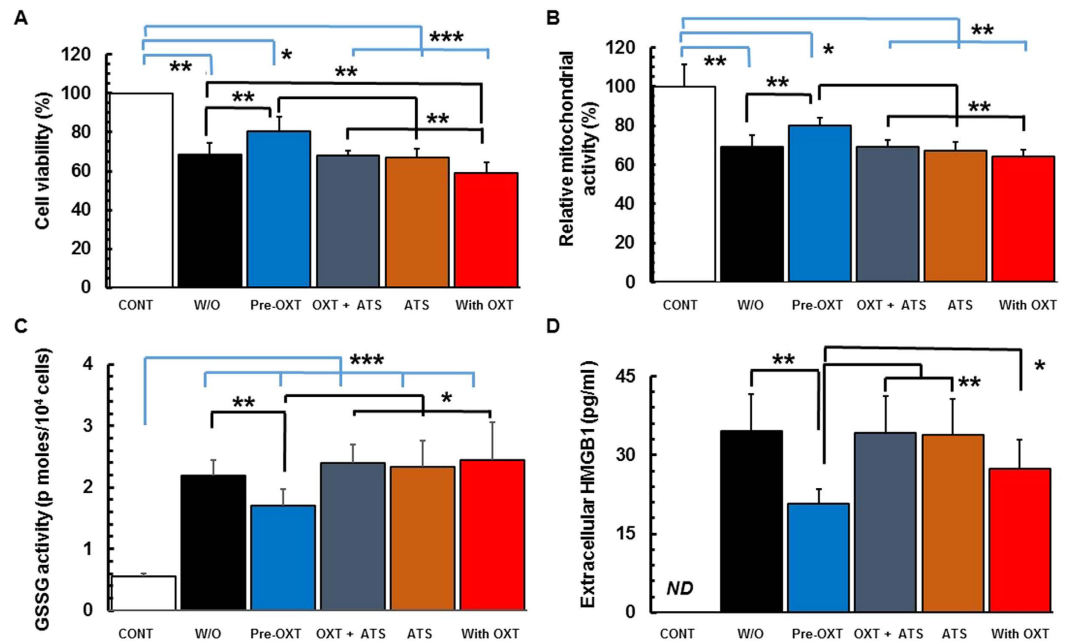 A
Cell viability (%)
120
100
80
60
40
20
0
***
**
*
**
**
**
CONT W/O Pre-OXT OXT + ATS ATS With OXT
B
Relative mitochondrial
activity (%)
120
100
80
60
40
20
0
**
**
*
**
**
CONT W/O Pre-OXT OXT + ATS ATS With OXT
C
GSSG activity (p moles/10⁴ cells)
4
3
2
1
0
***
**
*
CONT W/O Pre-OXT OXT + ATS ATS With OXT
D
Extracellular HMGB1 (pg/ml)
45
30
15
0
**
*
**
ND
CONT W/O Pre-OXT OXT + ATS ATS With OXT